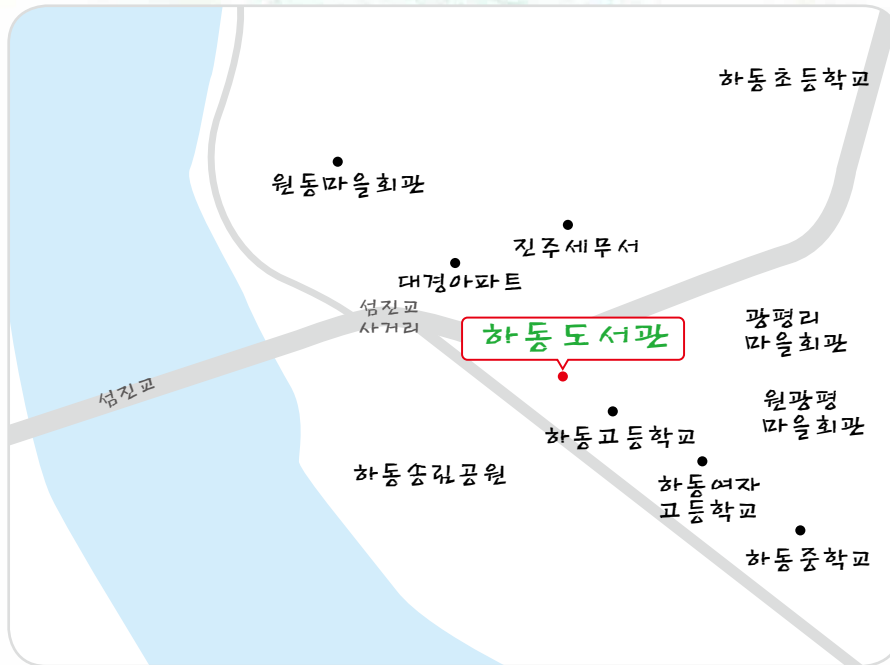 하동초등학교
원동마을회관
진주세무서
대경아파트
섬진교
사거리
하동도서관
광평리
마을회관
섬진교
원광평
마을회관
하동고등학교
하동송림공원
하동여자
고등학교
하동중학교